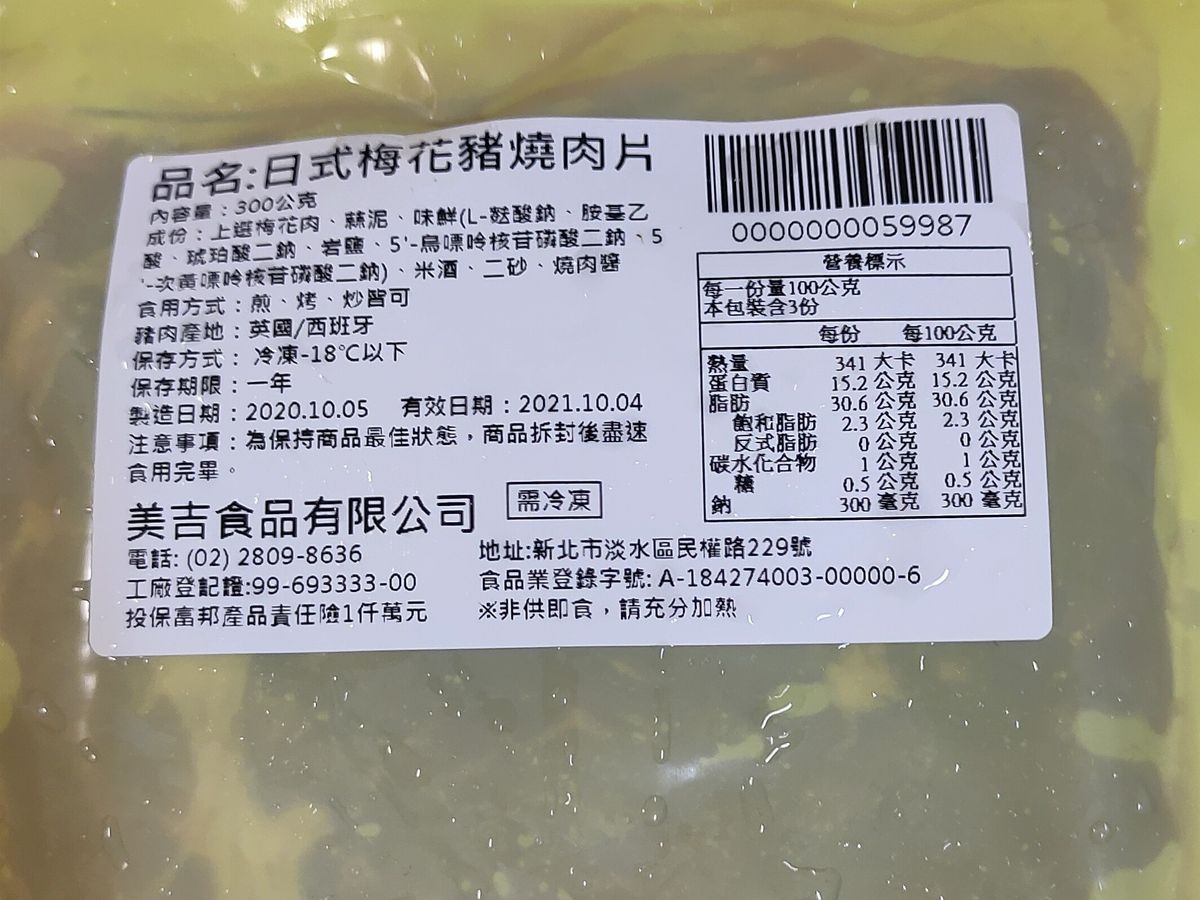 品名:日式梅花豬燒肉片
內容量：300公克
成份：上選梅花肉、蒜泥、味鮮(L-麩酸鈉、胺基乙
酸、琥珀酸二鈉、岩鹽、5'-鳥嘌呤核苷磷酸二鈉、5
'-次黃嘌呤核苷磷酸二鈉)、米酒、二砂、燒肉醬
食用方式：煎、烤、炒皆可
豬肉產地：英國/西班牙
保存方式： 冷凍-18℃以下
保存期限：一年
製造日期：2020.10.05 有效日期：2021.10.04
注意事項：為保持商品最佳狀態，商品拆封後盡速
食用完畢。
美吉食品有限公司 需冷凍
電話: (02) 2809-8636
工廠登記證:99-693333-00
投保富邦產品責任險1仟萬元
地址:新北市淡水區民權路229號
食品業登錄字號: A-184274003-00000-6
※非供即食，請充分加熱
0000000059987
營養標示
每一份量100公克
本包裝含3份
每份 每100公克
熱量 341 大卡 341 大卡
蛋白質 15.2 公克 15.2 公克
脂肪 30.6 公克 30.6 公克
飽和脂肪 2.3 公克 2.3 公克
反式脂肪 0 公克 0 公克
碳水化合物 1 公克 1 公克
糖 0.5 公克 0.5 公克
鈉 300 毫克 300 毫克